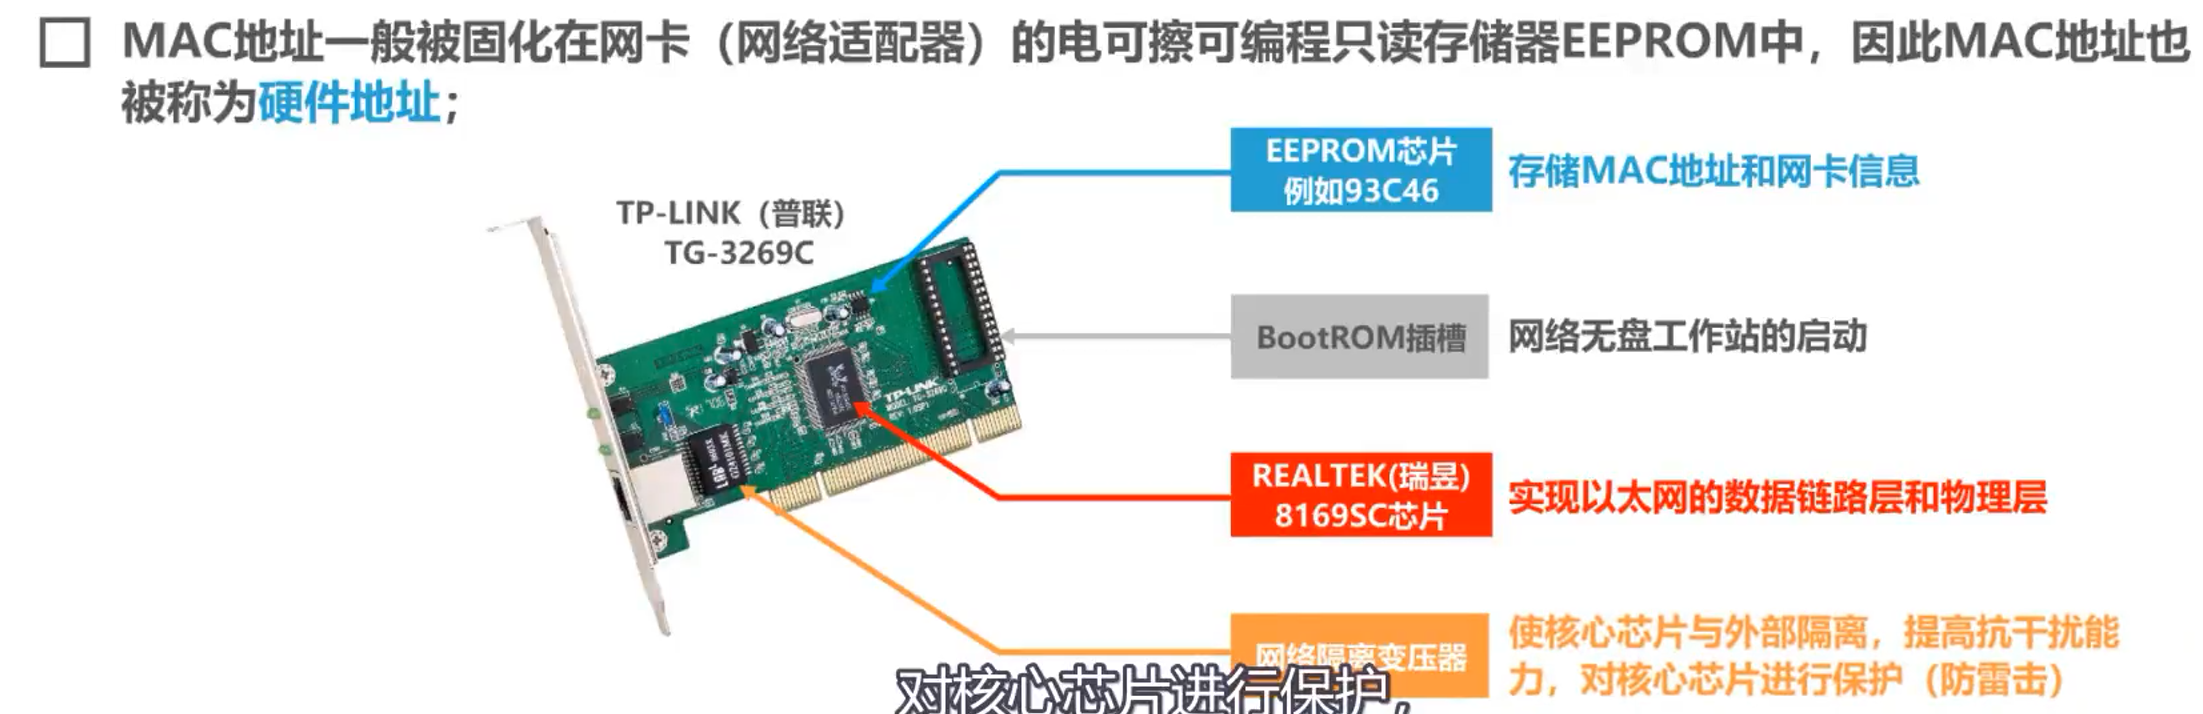 MAC地址一般被固化在网卡（网络适配器）的电可擦可编程只读存储器EEPROM中，因此MAC地址也
被称为硬件地址；
EEPROM芯片
例如93C46
存储MAC地址和网卡信息
TP-LINK（普联）
TG-3269C
BootROM插槽
网络无盘工作站的启动
TP-LINK
MODEL: TG-3269C
REALTEK(瑞昱)
8169SC芯片
实现以太网的数据链路层和物理层
网络隔离变压器
使核心芯片与外部隔离，提高抗干扰能
力，对核心芯片进行保护（防雷击）
对核心芯片进行保护，